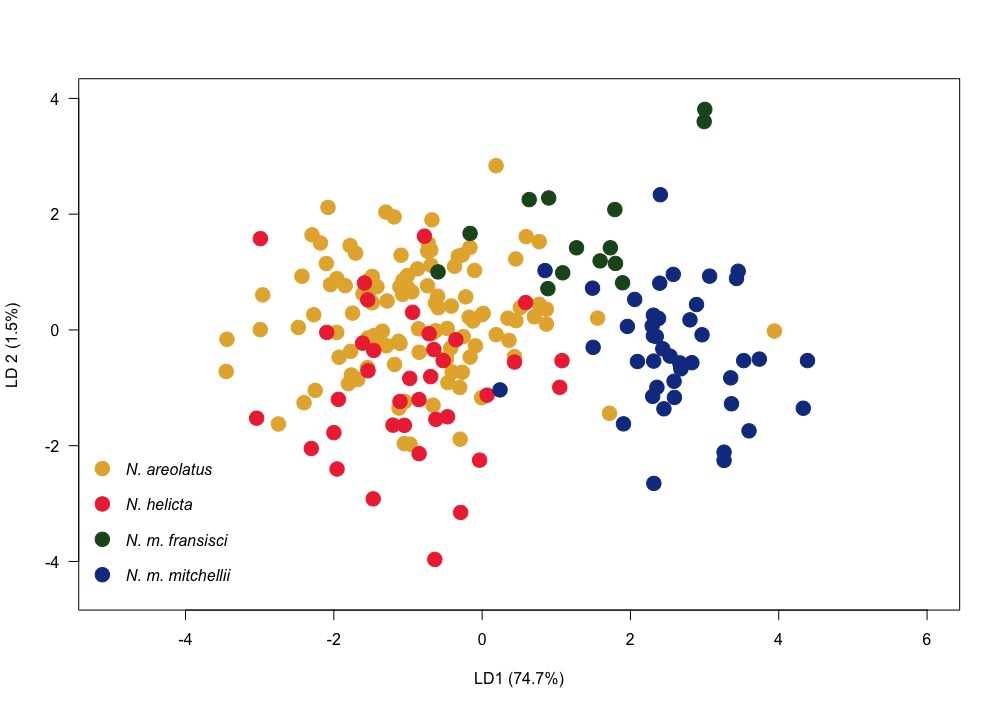 4
2
0
-2
-4
LD 2 (1.5%)
N. areolatus
N. helicta
N. m. fransisci
N. m. mitchellii
-4 -2 0 2 4 6
LD1 (74.7%)